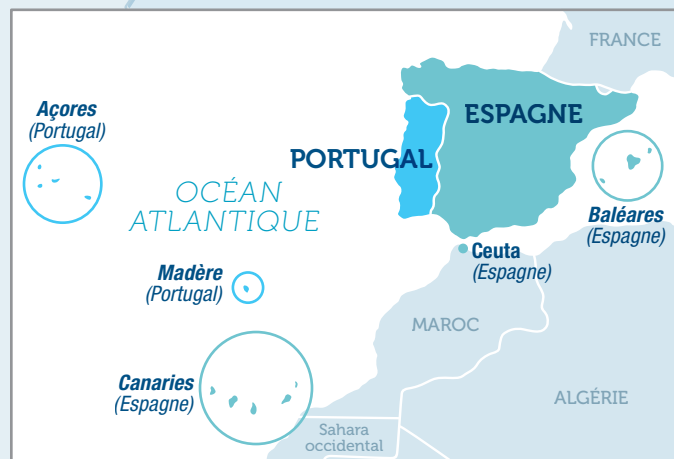 FRANCE
Açores
(Portugal)
ESPAGNE
PORTUGAL
OCÉAN
ATLANTIQUE
Baléares
(Espagne)
Ceuta
(Espagne)
Madère
(Portugal)
MAROC
Canaries
(Espagne)
ALGÉRIE
Sahara
occidental